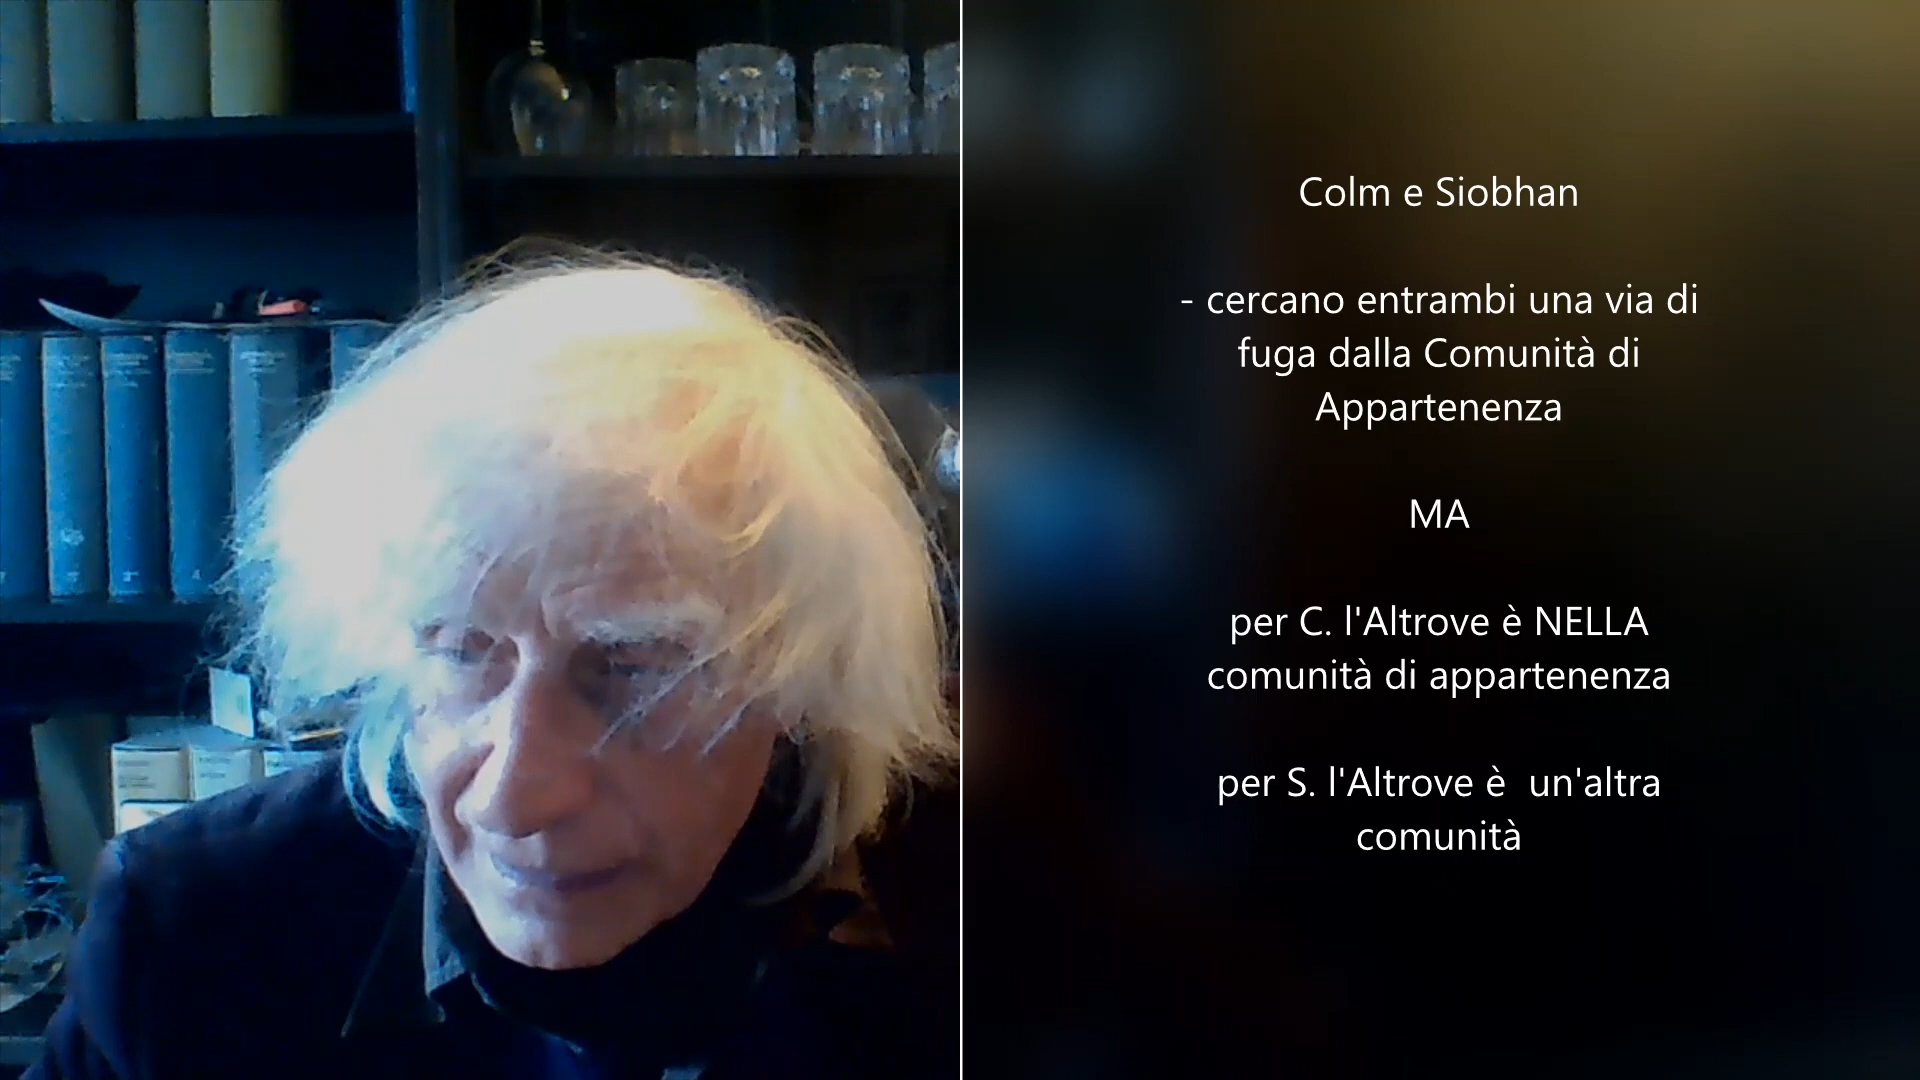 Colm e Siobhan
- cercano entrambi una via di
fuga dalla Comunità di
Appartenenza
MA
per C. l'Altrove è NELLA
comunità di appartenenza
per S. l'Altrove è  un'altra
comunità